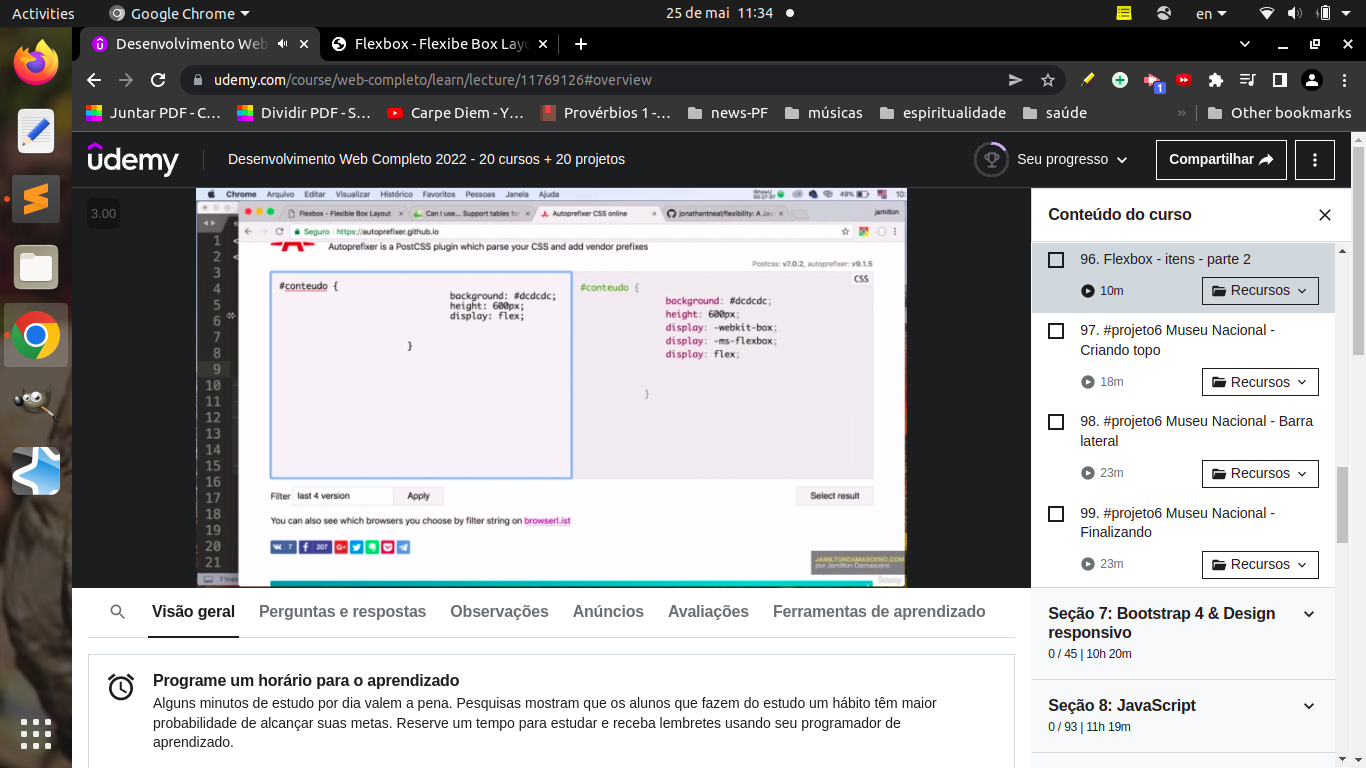 Activities
Google Chrome
25 de mai 11:34
en
Desenvolvimento Web
Flexbox - Flexibe Box Layo
udemy.com/course/web-completo/learn/lecture/11769126#overview
1
Juntar PDF - C…
Dividir PDF - S…
Carpe Diem - Y…
Provérbios 1 -…
news-PF
músicas
espiritualidade
saúde
»
Other bookmarks
udemy
Desenvolvimento Web Completo 2022 - 20 cursos + 20 projetos
Seu progresso
Compartilhar
3.00
Chrome Arquivo Editar Visualizar Histórico Favoritos Pessoas Janela Ajuda
49%
Flexbox - Flexible Box Layout
Can I use... Support tables for
Autoprefixer CSS online
jonathantneal/flexibility: A Jav
jamilton
Seguro https://autoprefixer.github.io
Autoprefixer is a PostCSS plugin which parse your CSS and add vendor prefixes
Postcss: v7.0.2, autoprefixer: v9.1.5
1
2
3
4
5
6
7
8
9
10
11
12
13
14
15
16
17
18
19
20
21
#conteudo {
background: #dcdcdc;
height: 600px;
display: flex;
}
CSS
#conteudo {
background: #dcdcdc;
height: 600px;
display: -webkit-box;
display: -ms-flexbox;
display: flex;
}
Filter last 4 version Apply
Select result
You can also see which browsers you choose by filter string on browserl.ist
7
207
JAMILTONDAMASCENO.COM
por Jamilton Damasceno
Udemy
7 lines
Conteúdo do curso
96. Flexbox - itens - parte 2
10m
Recursos
97. #projeto6 Museu Nacional -
Criando topo
18m
Recursos
98. #projeto6 Museu Nacional - Barra
lateral
23m
Recursos
99. #projeto6 Museu Nacional -
Finalizando
23m
Recursos
Seção 7: Bootstrap 4 & Design
responsivo
0 / 45 | 10h 20m
Seção 8: JavaScript
0 / 93 | 11h 19m
Visão geral
Perguntas e respostas
Observações
Anúncios
Avaliações
Ferramentas de aprendizado
Programe um horário para o aprendizado
Alguns minutos de estudo por dia valem a pena. Pesquisas mostram que os alunos que fazem do estudo um hábito têm maior
probabilidade de alcançar suas metas. Reserve um tempo para estudar e receba lembretes usando seu programador de
aprendizado.